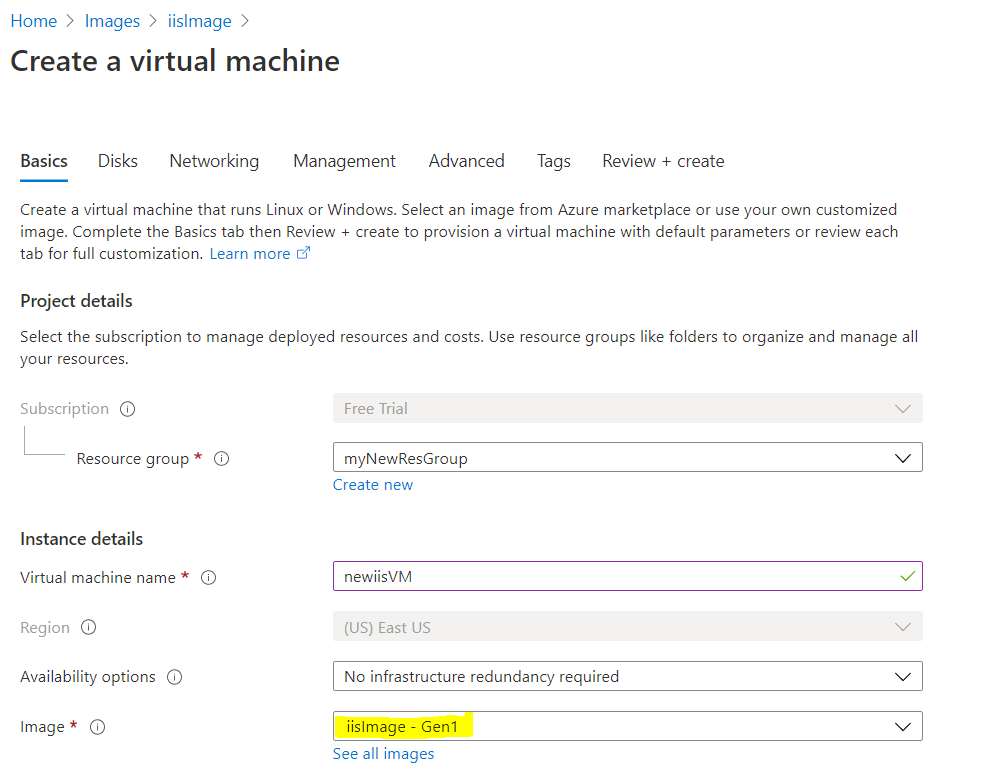 Home > Images > iisImage >
Create a virtual machine
Basics Disks Networking Management Advanced Tags Review + create
Create a virtual machine that runs Linux or Windows. Select an image from Azure marketplace or use your own customized
image. Complete the Basics tab then Review + create to provision a virtual machine with default parameters or review each
tab for full customization. Learn more
Project details
Select the subscription to manage deployed resources and costs. Use resource groups like folders to organize and manage all
your resources.
Subscription Free Trial
Resource group * myNewResGroup
Create new
Instance details
Virtual machine name * newiisVM
Region (US) East US
Availability options No infrastructure redundancy required
Image * iisImage - Gen1
See all images